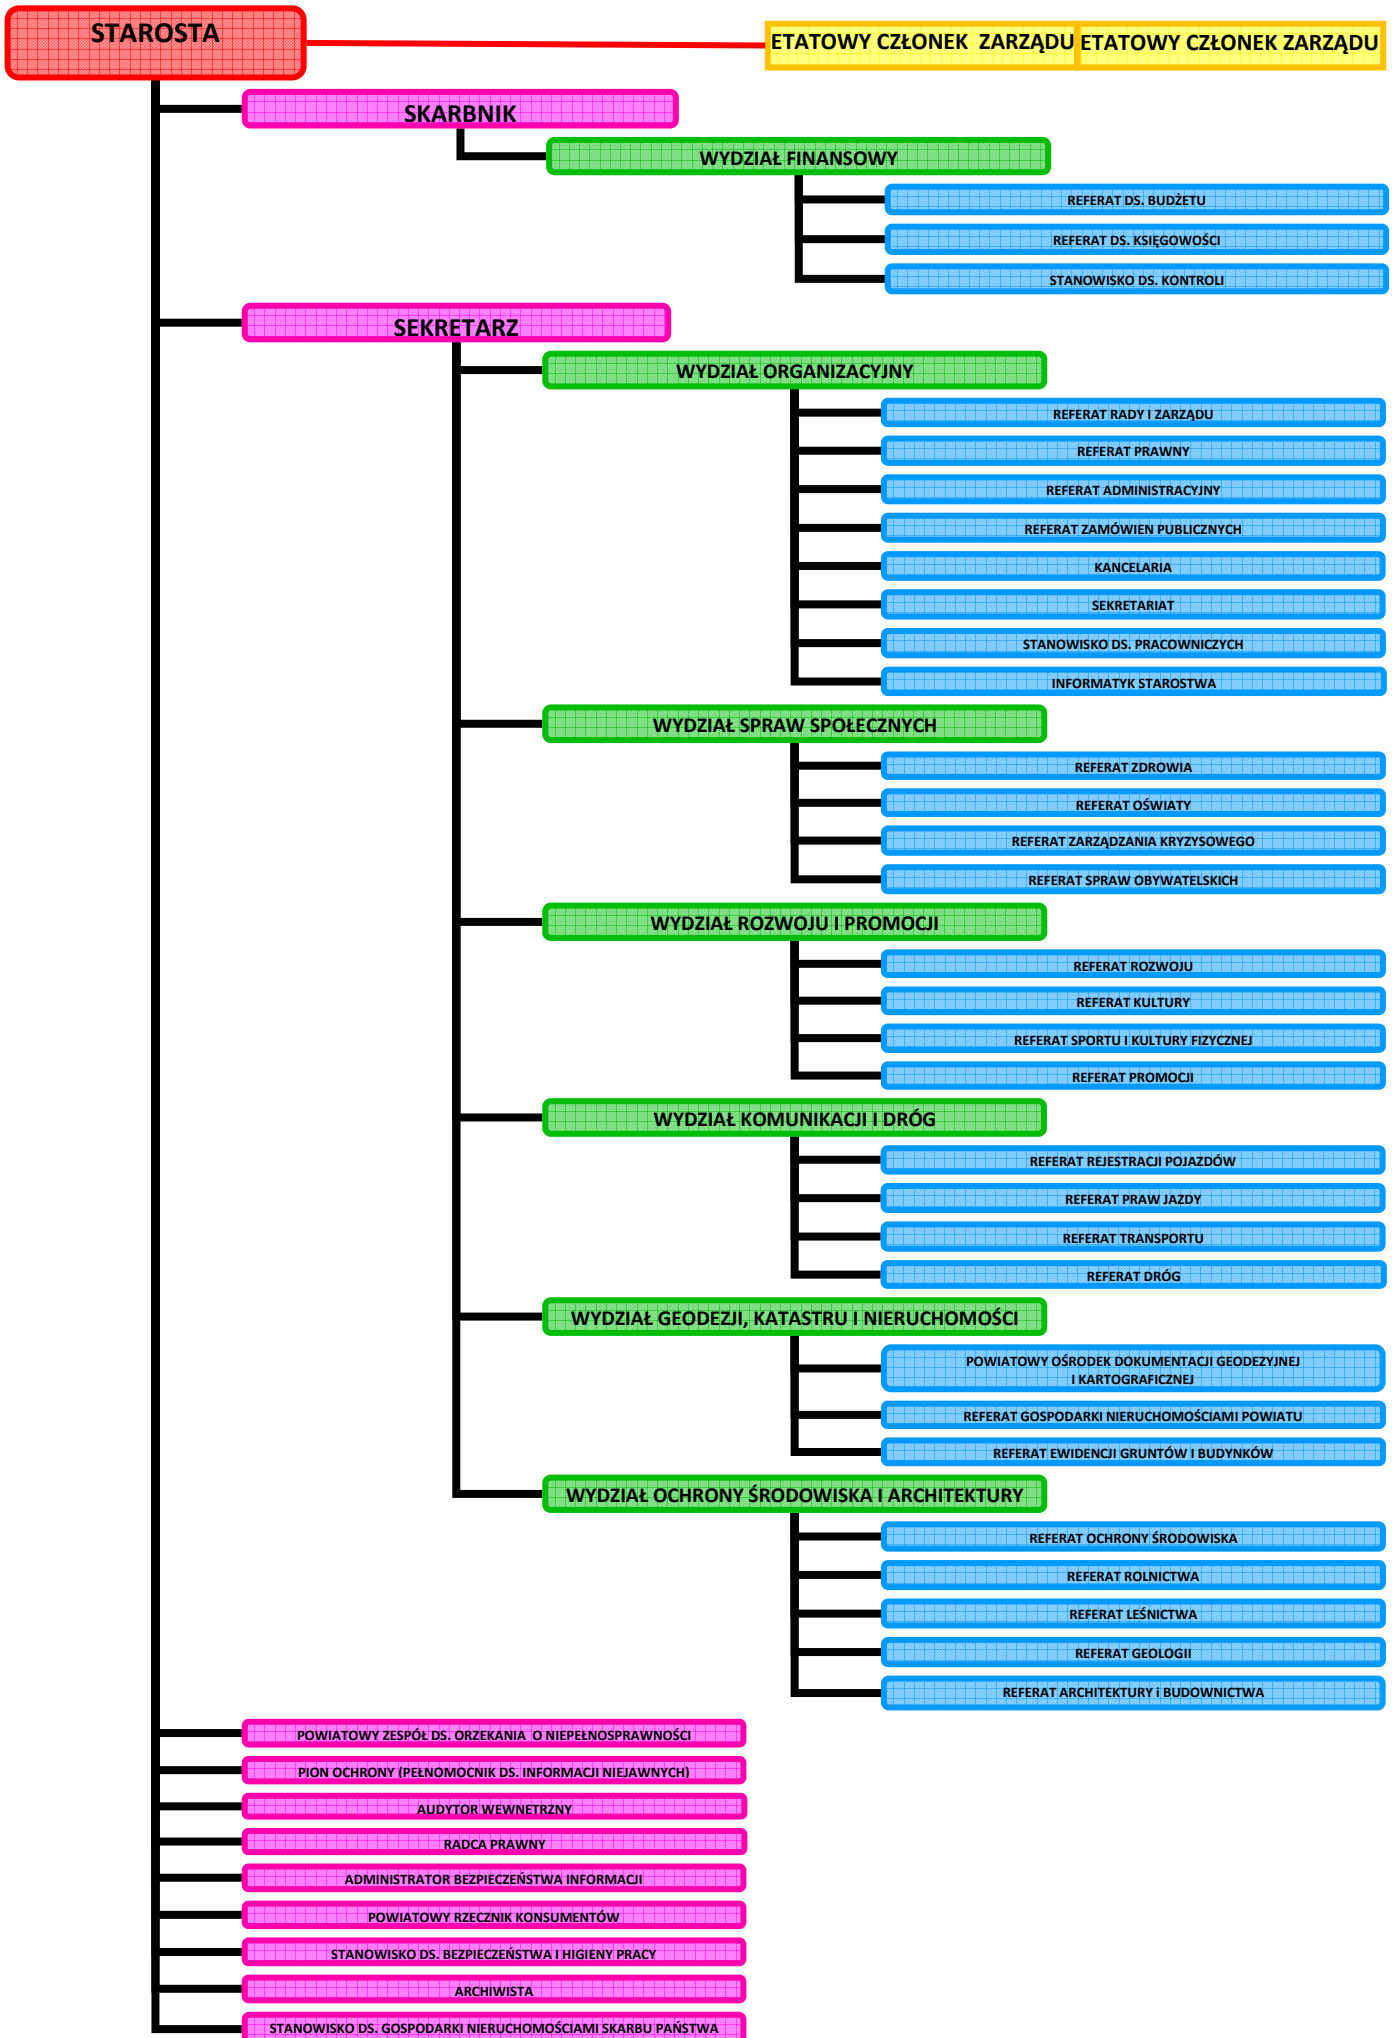 STAROSTA
ETATOWY CZŁONEK ZARZĄDU
ETATOWY CZŁONEK ZARZĄDU
SKARBNIK
WYDZIAŁ FINANSOWY
REFERAT DS. BUDŻETU
REFERAT DS. KSIĘGOWOŚCI
STANOWISKO DS. KONTROLI
SEKRETARZ
WYDZIAŁ ORGANIZACYJNY
REFERAT RADY I ZARZĄDU
REFERAT PRAWNY
REFERAT ADMINISTRACYJNY
REFERAT ZAMÓWIEN PUBLICZNYCH
KANCELARIA
SEKRETARIAT
STANOWISKO DS. PRACOWNICZYCH
INFORMATYK STAROSTWA
WYDZIAŁ SPRAW SPOŁECZNYCH
REFERAT ZDROWIA
REFERAT OŚWIATY
REFERAT ZARZĄDZANIA KRYZYSOWEGO
REFERAT SPRAW OBYWATELSKICH
WYDZIAŁ ROZWOJU I PROMOCJI
REFERAT ROZWOJU
REFERAT KULTURY
REFERAT SPORTU I KULTURY FIZYCZNEJ
REFERAT PROMOCJI
WYDZIAŁ KOMUNIKACJI I DRÓG
REFERAT REJESTRACJI POJAZDÓW
REFERAT PRAW JAZDY
REFERAT TRANSPORTU
REFERAT DRÓG
WYDZIAŁ GEODEZJI, KATASTRU I NIERUCHOMOŚCI
POWIATOWY OŚRODEK DOKUMENTACJI GEODEZYJNEJ
I KARTOGRAFICZNEJ
REFERAT GOSPODARKI NIERUCHOMOŚCIAMI POWIATU
REFERAT EWIDENCJI GRUNTÓW I BUDYNKÓW
WYDZIAŁ OCHRONY ŚRODOWISKA I ARCHITEKTURY
REFERAT OCHRONY ŚRODOWISKA
REFERAT ROLNICTWA
REFERAT LEŚNICTWA
REFERAT GEOLOGII
REFERAT ARCHITEKTURY i BUDOWNICTWA
POWIATOWY ZESPÓŁ DS. ORZEKANIA O NIEPEŁNOSPRAWNOŚCI
PION OCHRONY (PEŁNOMOCNIK DS. INFORMACJI NIEJAWNYCH)
AUDYTOR WEWNETRZNY
RADCA PRAWNY
ADMINISTRATOR BEZPIECZEŃSTWA INFORMACJI
POWIATOWY RZECZNIK KONSUMENTÓW
STANOWISKO DS. BEZPIECZEŃSTWA I HIGIENY PRACY
ARCHIWISTA
STANOWISKO DS. GOSPODARKI NIERUCHOMOŚCIAMI SKARBU PAŃSTWA